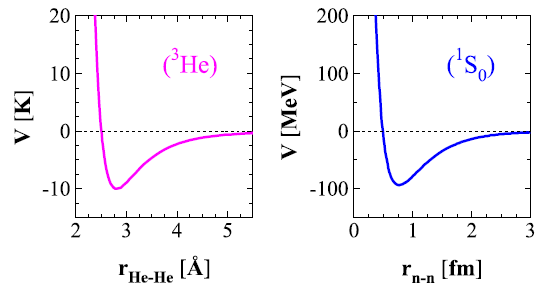 20
10
0
-10
V [K]
(³He)
2 3 4 5
r_He-He [Å]
200
100
0
-100
V [MeV]
(¹S₀)
0 1 2 3
r_n-n [fm]